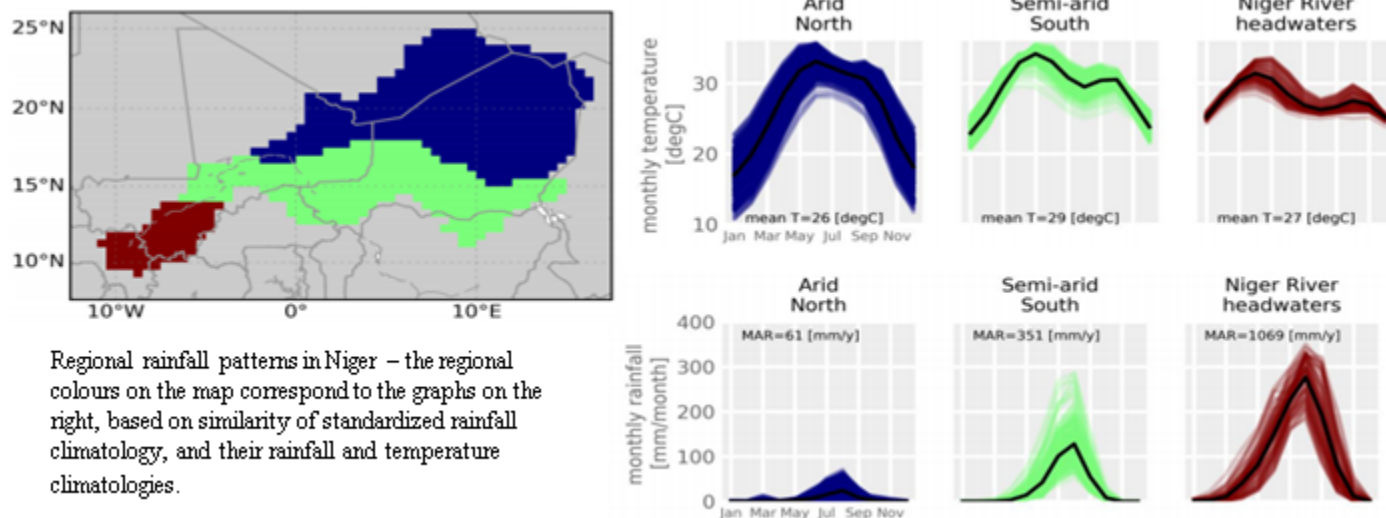 25°N
20°N
15°N
10°N
10°W 0° 10°E
Regional rainfall patterns in Niger – the regional
colours on the map correspond to the graphs on the
right, based on similarity of standardized rainfall
climatology, and their rainfall and temperature
climatologies.
Arid
North
Semi-arid
South
Niger River
headwaters
monthly temperature
[degC]
30
20
10
mean T=26 [degC]
mean T=29 [degC]
mean T=27 [degC]
Jan Mar May Jul Sep Nov
Arid
North
Semi-arid
South
Niger River
headwaters
monthly rainfall
[mm/month]
400
300
200
100
0
MAR=61 [mm/y]
MAR=351 [mm/y]
MAR=1069 [mm/y]
Jan Mar May Jul Sep Nov